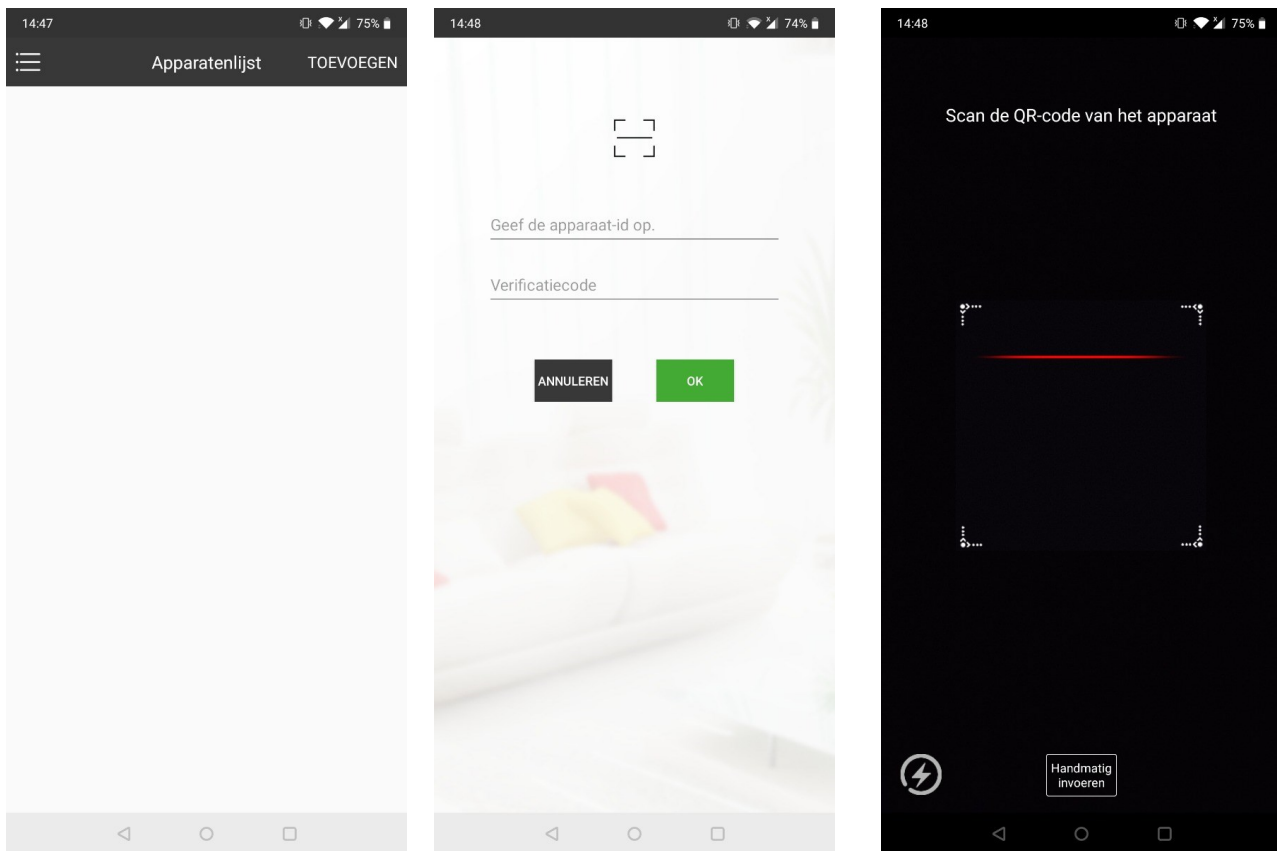 14:47
75%
Apparatenlijst
TOEVOEGEN
14:48
74%
Geef de apparaat-id op.
Verificatiecode
ANNULEREN
OK
14:48
75%
Scan de QR-code van het apparaat
Handmatig
invoeren